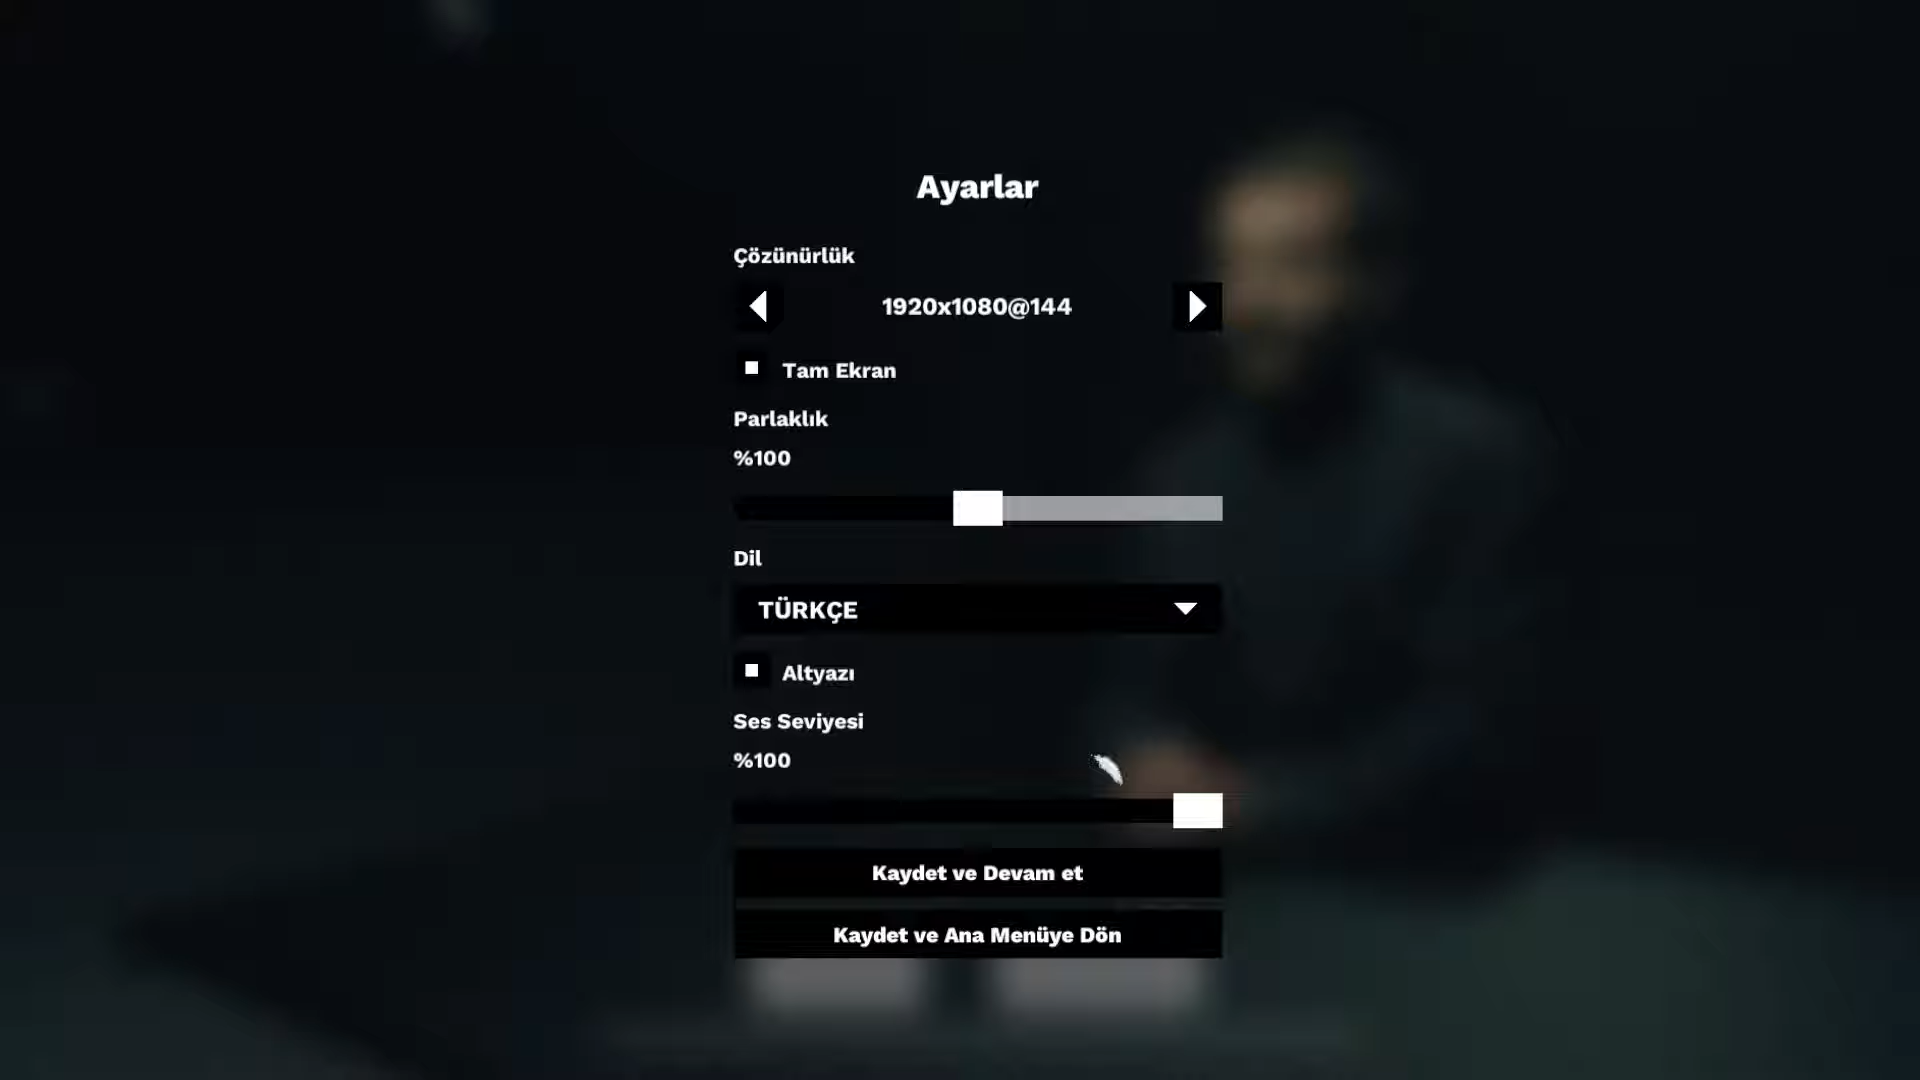 Ayarlar
Çözünürlük
1920x1080@144
Tam Ekran
Parlaklık
%100
Dil
TÜRKÇE
Altyazı
Ses Seviyesi
%100
Kaydet ve Devam et
Kaydet ve Ana Menüye Dön